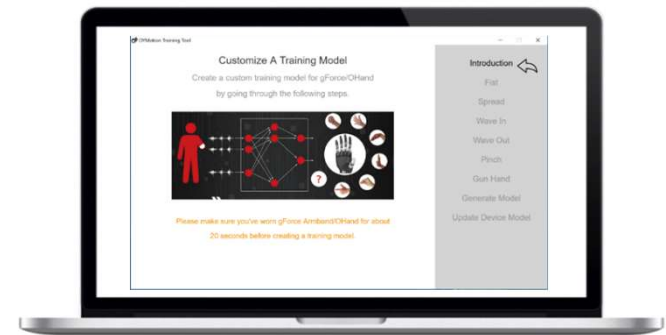 OYMotion Training Tool
Customize A Training Model
Create a custom training model for gForce/OHand
by going through the following steps.
?
Please make sure you've worn gForce Armband/OHand for about
20 seconds before creating a training model.
Introduction
Fist
Spread
Wave In
Wave Out
Pinch
Gun Hand
Generate Model
Update Device Model